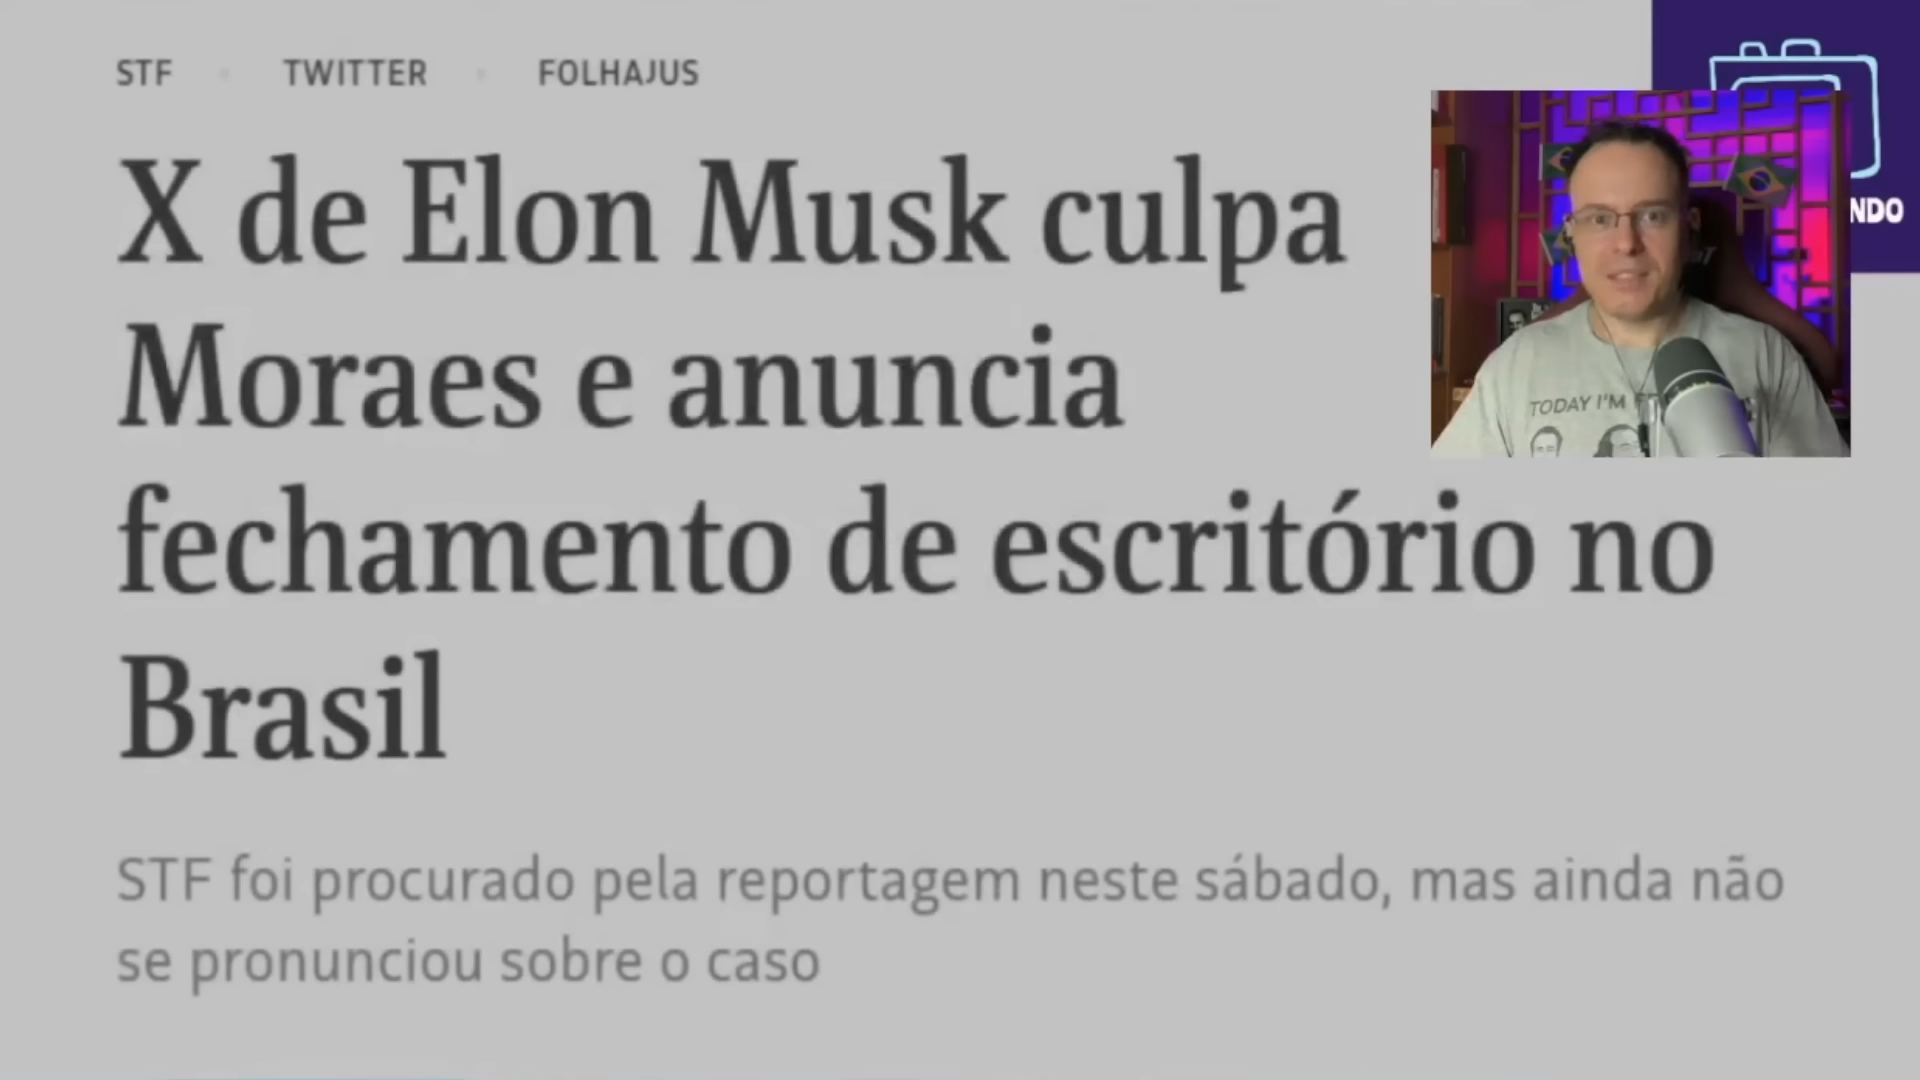 STF TWITTER FOLHAJUS
X de Elon Musk culpa
Moraes e anuncia
fechamento de escritório no
Brasil
STF foi procurado pela reportagem neste sábado, mas ainda não
se pronunciou sobre o caso
NDO
TODAY I'M